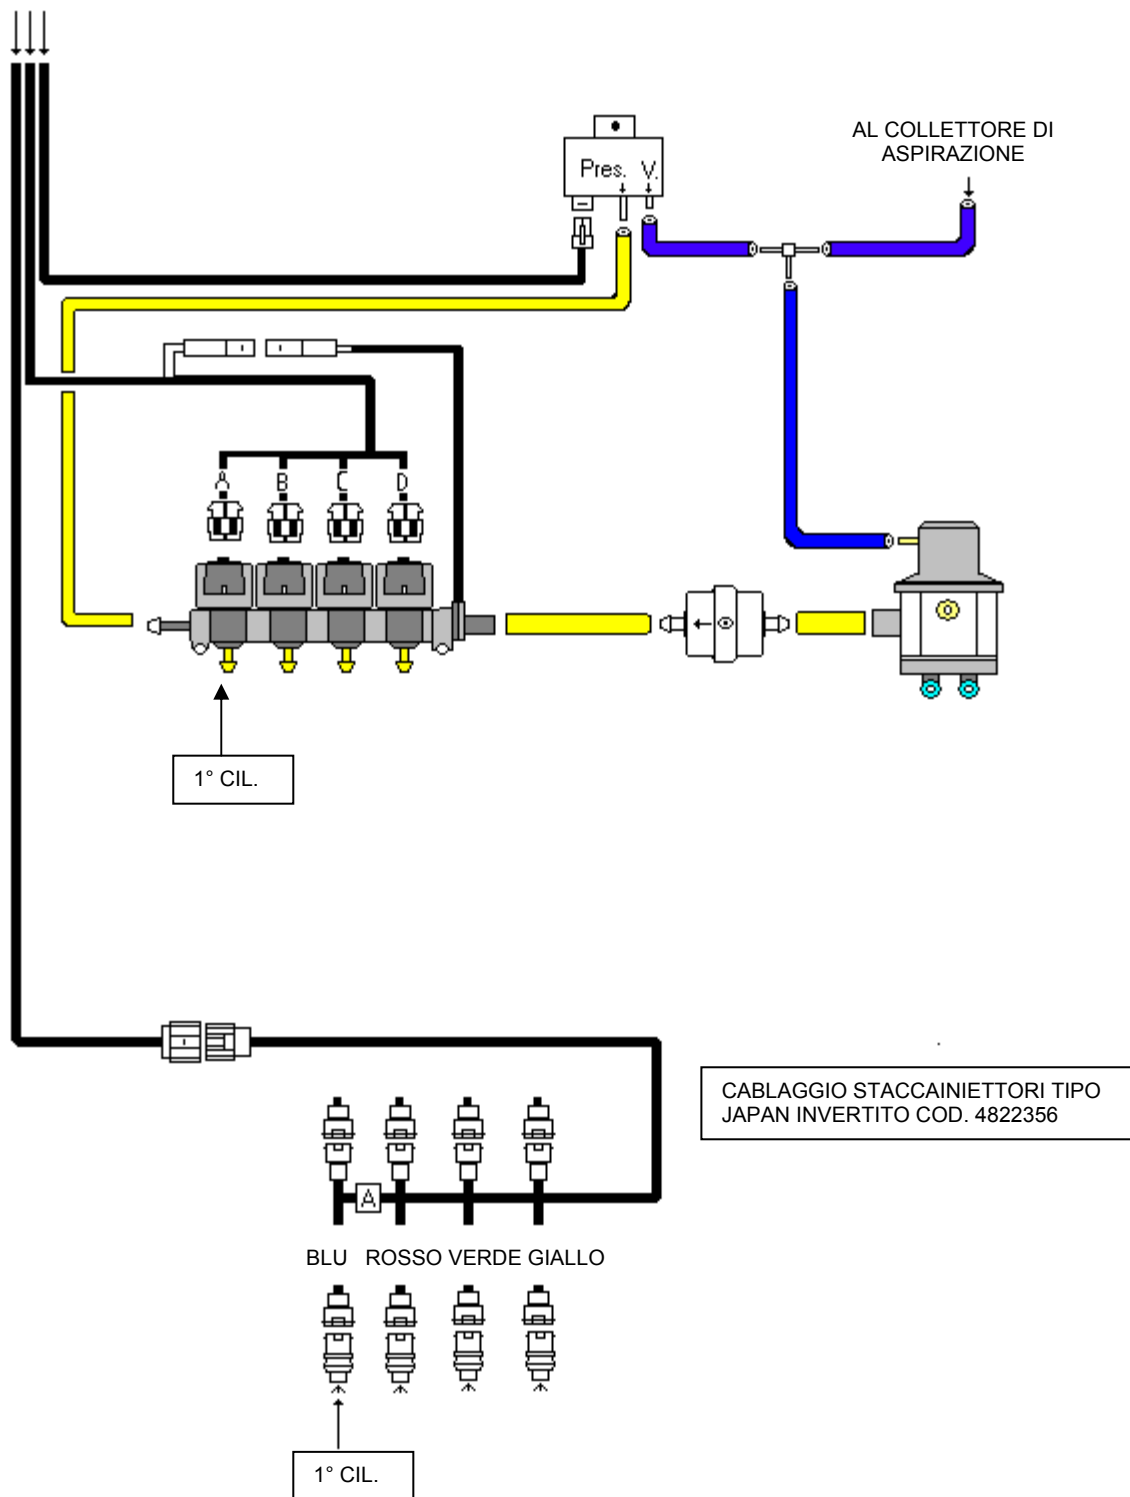 AL COLLETTORE DI
ASPIRAZIONE
Pres. V.
A B C D
1° CIL.
CABLAGGIO STACCAINIETTORI TIPO
JAPAN INVERTITO COD. 4822356
A
BLU ROSSO VERDE GIALLO
1° CIL.